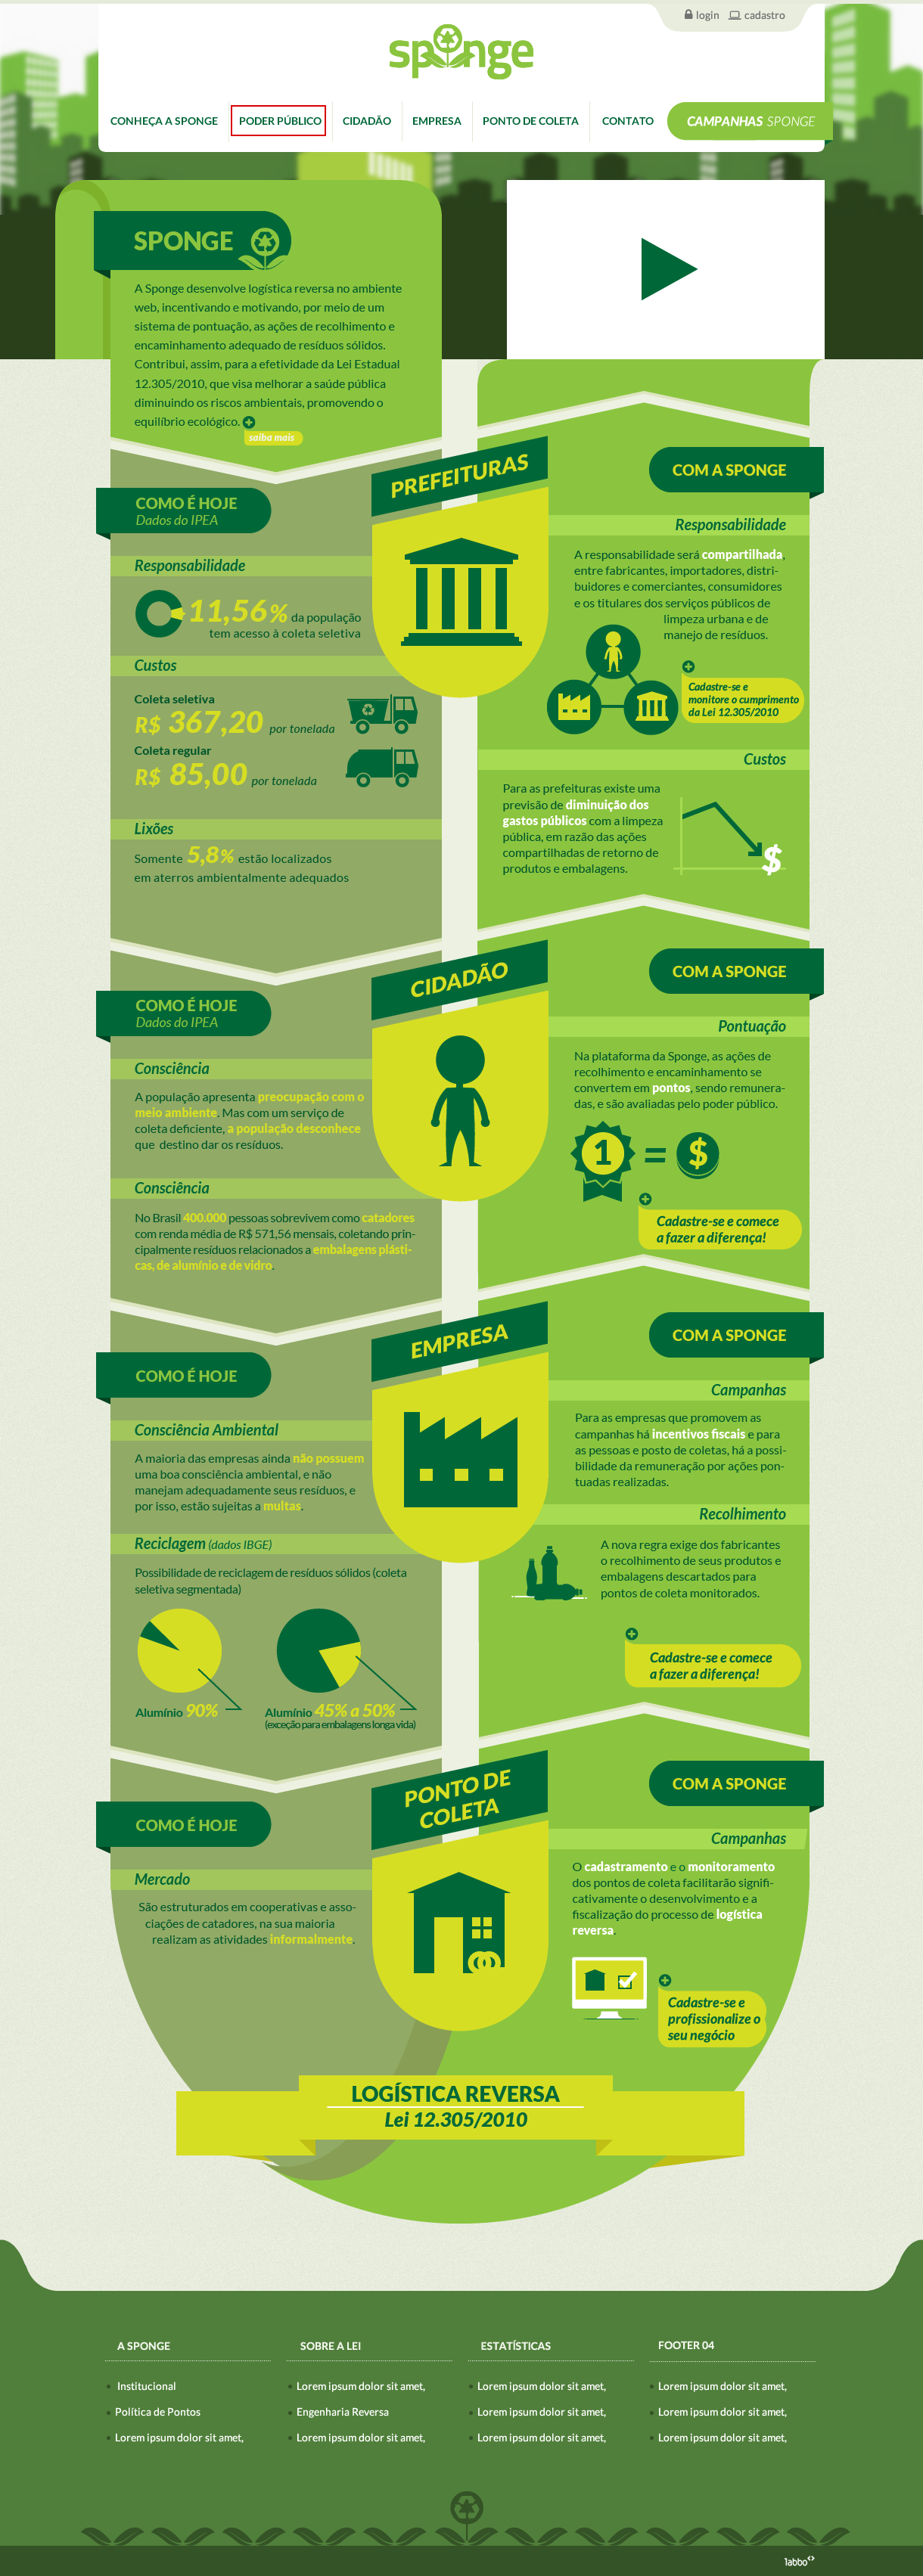 login cadastro
sponge
CONHEÇA A SPONGE PODER PÚBLICO CIDADÃO EMPRESA PONTO DE COLETA CONTATO CAMPANHAS SPONGE
SPONGE
A Sponge desenvolve logística reversa no ambiente
web, incentivando e motivando, por meio de um
sistema de pontuação, as ações de recolhimento e
encaminhamento adequado de resíduos sólidos.
Contribui, assim, para a efetividade da Lei Estadual
12.305/2010, que visa melhorar a saúde pública
diminuindo os riscos ambientais, promovendo o
equilíbrio ecológico.
saiba mais
PREFEITURAS
COMO É HOJE
Dados do IPEA
Responsabilidade
11,56% da população
tem acesso à coleta seletiva
Custos
Coleta seletiva
R$ 367,20 por tonelada
Coleta regular
R$ 85,00 por tonelada
Lixões
Somente 5,8% estão localizados
em aterros ambientalmente adequados
COM A SPONGE
Responsabilidade
A responsabilidade será compartilhada,
entre fabricantes, importadores, distri-
buidores e comerciantes, consumidores
e os titulares dos serviços públicos de
limpeza urbana e de
manejo de resíduos.
Cadastre-se e
monitore o cumprimento
da Lei 12.305/2010
Custos
Para as prefeituras existe uma
previsão de diminuição dos
gastos públicos com a limpeza
pública, em razão das ações
compartilhadas de retorno de
produtos e embalagens.
$
CIDADÃO
COMO É HOJE
Dados do IPEA
Consciência
A população apresenta preocupação com o
meio ambiente. Mas com um serviço de
coleta deficiente, a população desconhece
que destino dar os resíduos.
Consciência
No Brasil 400.000 pessoas sobrevivem como catadores
com renda média de R$ 571,56 mensais, coletando prin-
cipalmente resíduos relacionados a embalagens plásti-
cas, de alumínio e de vidro.
COM A SPONGE
Pontuação
Na plataforma da Sponge, as ações de
recolhimento e encaminhamento se
convertem em pontos, sendo remunera-
das, e são avaliadas pelo poder público.
1 = $
Cadastre-se e comece
a fazer a diferença!
EMPRESA
COMO É HOJE
Consciência Ambiental
A maioria das empresas ainda não possuem
uma boa consciência ambiental, e não
manejam adequadamente seus resíduos, e
por isso, estão sujeitas a multas.
Reciclagem (dados IBGE)
Possibilidade de reciclagem de resíduos sólidos (coleta
seletiva segmentada)
Alumínio 90%
Alumínio 45% a 50%
(exceção para embalagens longa vida)
COM A SPONGE
Campanhas
Para as empresas que promovem as
campanhas há incentivos fiscais e para
as pessoas e posto de coletas, há a possi-
bilidade da remuneração por ações pon-
tuadas realizadas.
Recolhimento
A nova regra exige dos fabricantes
o recolhimento de seus produtos e
embalagens descartados para
pontos de coleta monitorados.
Cadastre-se e comece
a fazer a diferença!
PONTO DE
COLETA
COMO É HOJE
Mercado
São estruturados em cooperativas e asso-
ciações de catadores, na sua maioria
realizam as atividades informalmente.
COM A SPONGE
Campanhas
O cadastramento e o monitoramento
dos pontos de coleta facilitarão signifi-
cativamente o desenvolvimento e a
fiscalização do processo de logística
reversa.
Cadastre-se e
profissionalize o
seu negócio
LOGÍSTICA REVERSA
Lei 12.305/2010
A SPONGE
Institucional
Política de Pontos
Lorem ipsum dolor sit amet,
SOBRE A LEI
Lorem ipsum dolor sit amet,
Engenharia Reversa
Lorem ipsum dolor sit amet,
ESTATÍSTICAS
Lorem ipsum dolor sit amet,
Lorem ipsum dolor sit amet,
Lorem ipsum dolor sit amet,
FOOTER 04
Lorem ipsum dolor sit amet,
Lorem ipsum dolor sit amet,
Lorem ipsum dolor sit amet,
1abbo